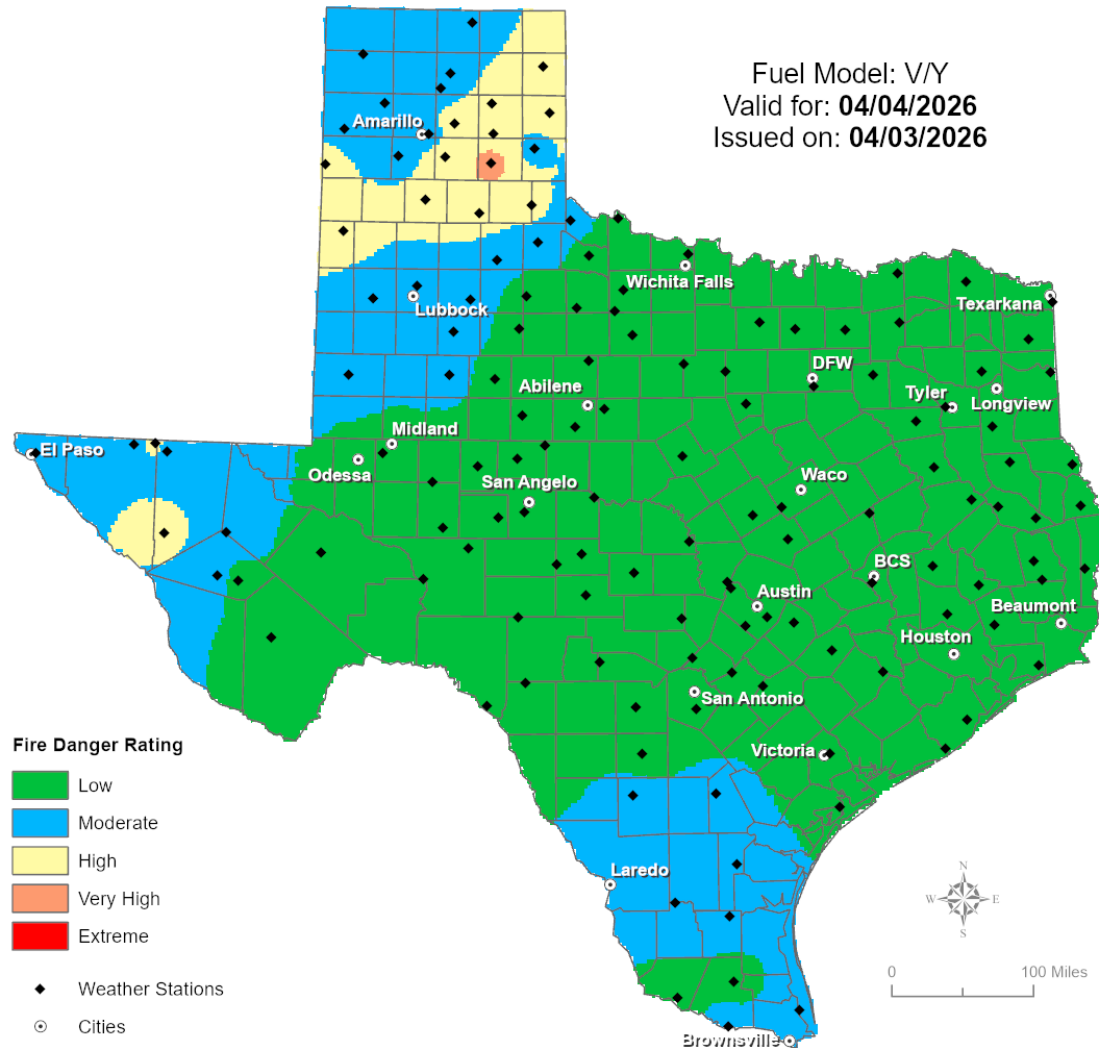 Fuel Model: V/Y
Valid for: 04/04/2026
Issued on: 04/03/2026
Amarillo
Wichita Falls
Texarkana
Lubbock
DFW
Abilene
Tyler
Longview
Midland
El Paso
Odessa
San Angelo
Waco
BCS
Austin
Beaumont
Houston
San Antonio
Victoria
Laredo
Brownsville
Fire Danger Rating
Low
Moderate
High
Very High
Extreme
Weather Stations
Cities
N
W E
S
0 100 Miles